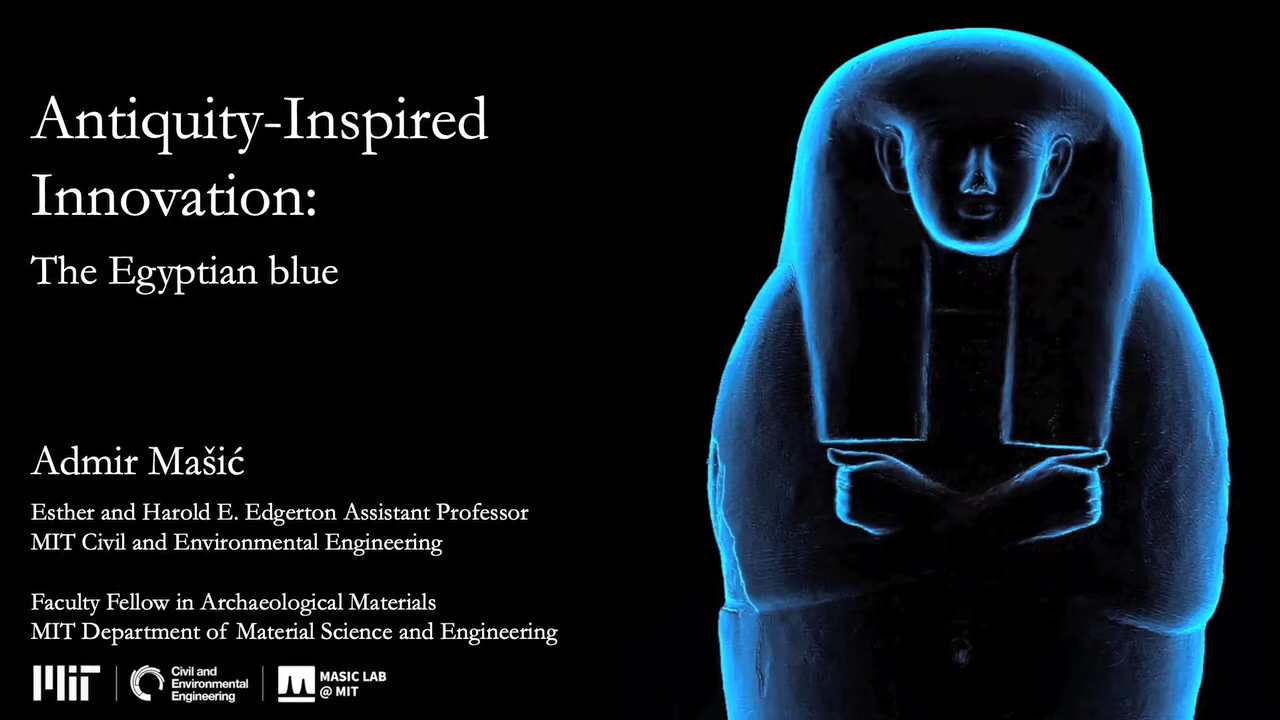 Antiquity-Inspired
Innovation:
The Egyptian blue
Admir Mašić
Esther and Harold E. Edgerton Assistant Professor
MIT Civil and Environmental Engineering
Faculty Fellow in Archaeological Materials
MIT Department of Material Science and Engineering
MIT
Civil and
Environmental
Engineering
MASIC LAB
@ MIT